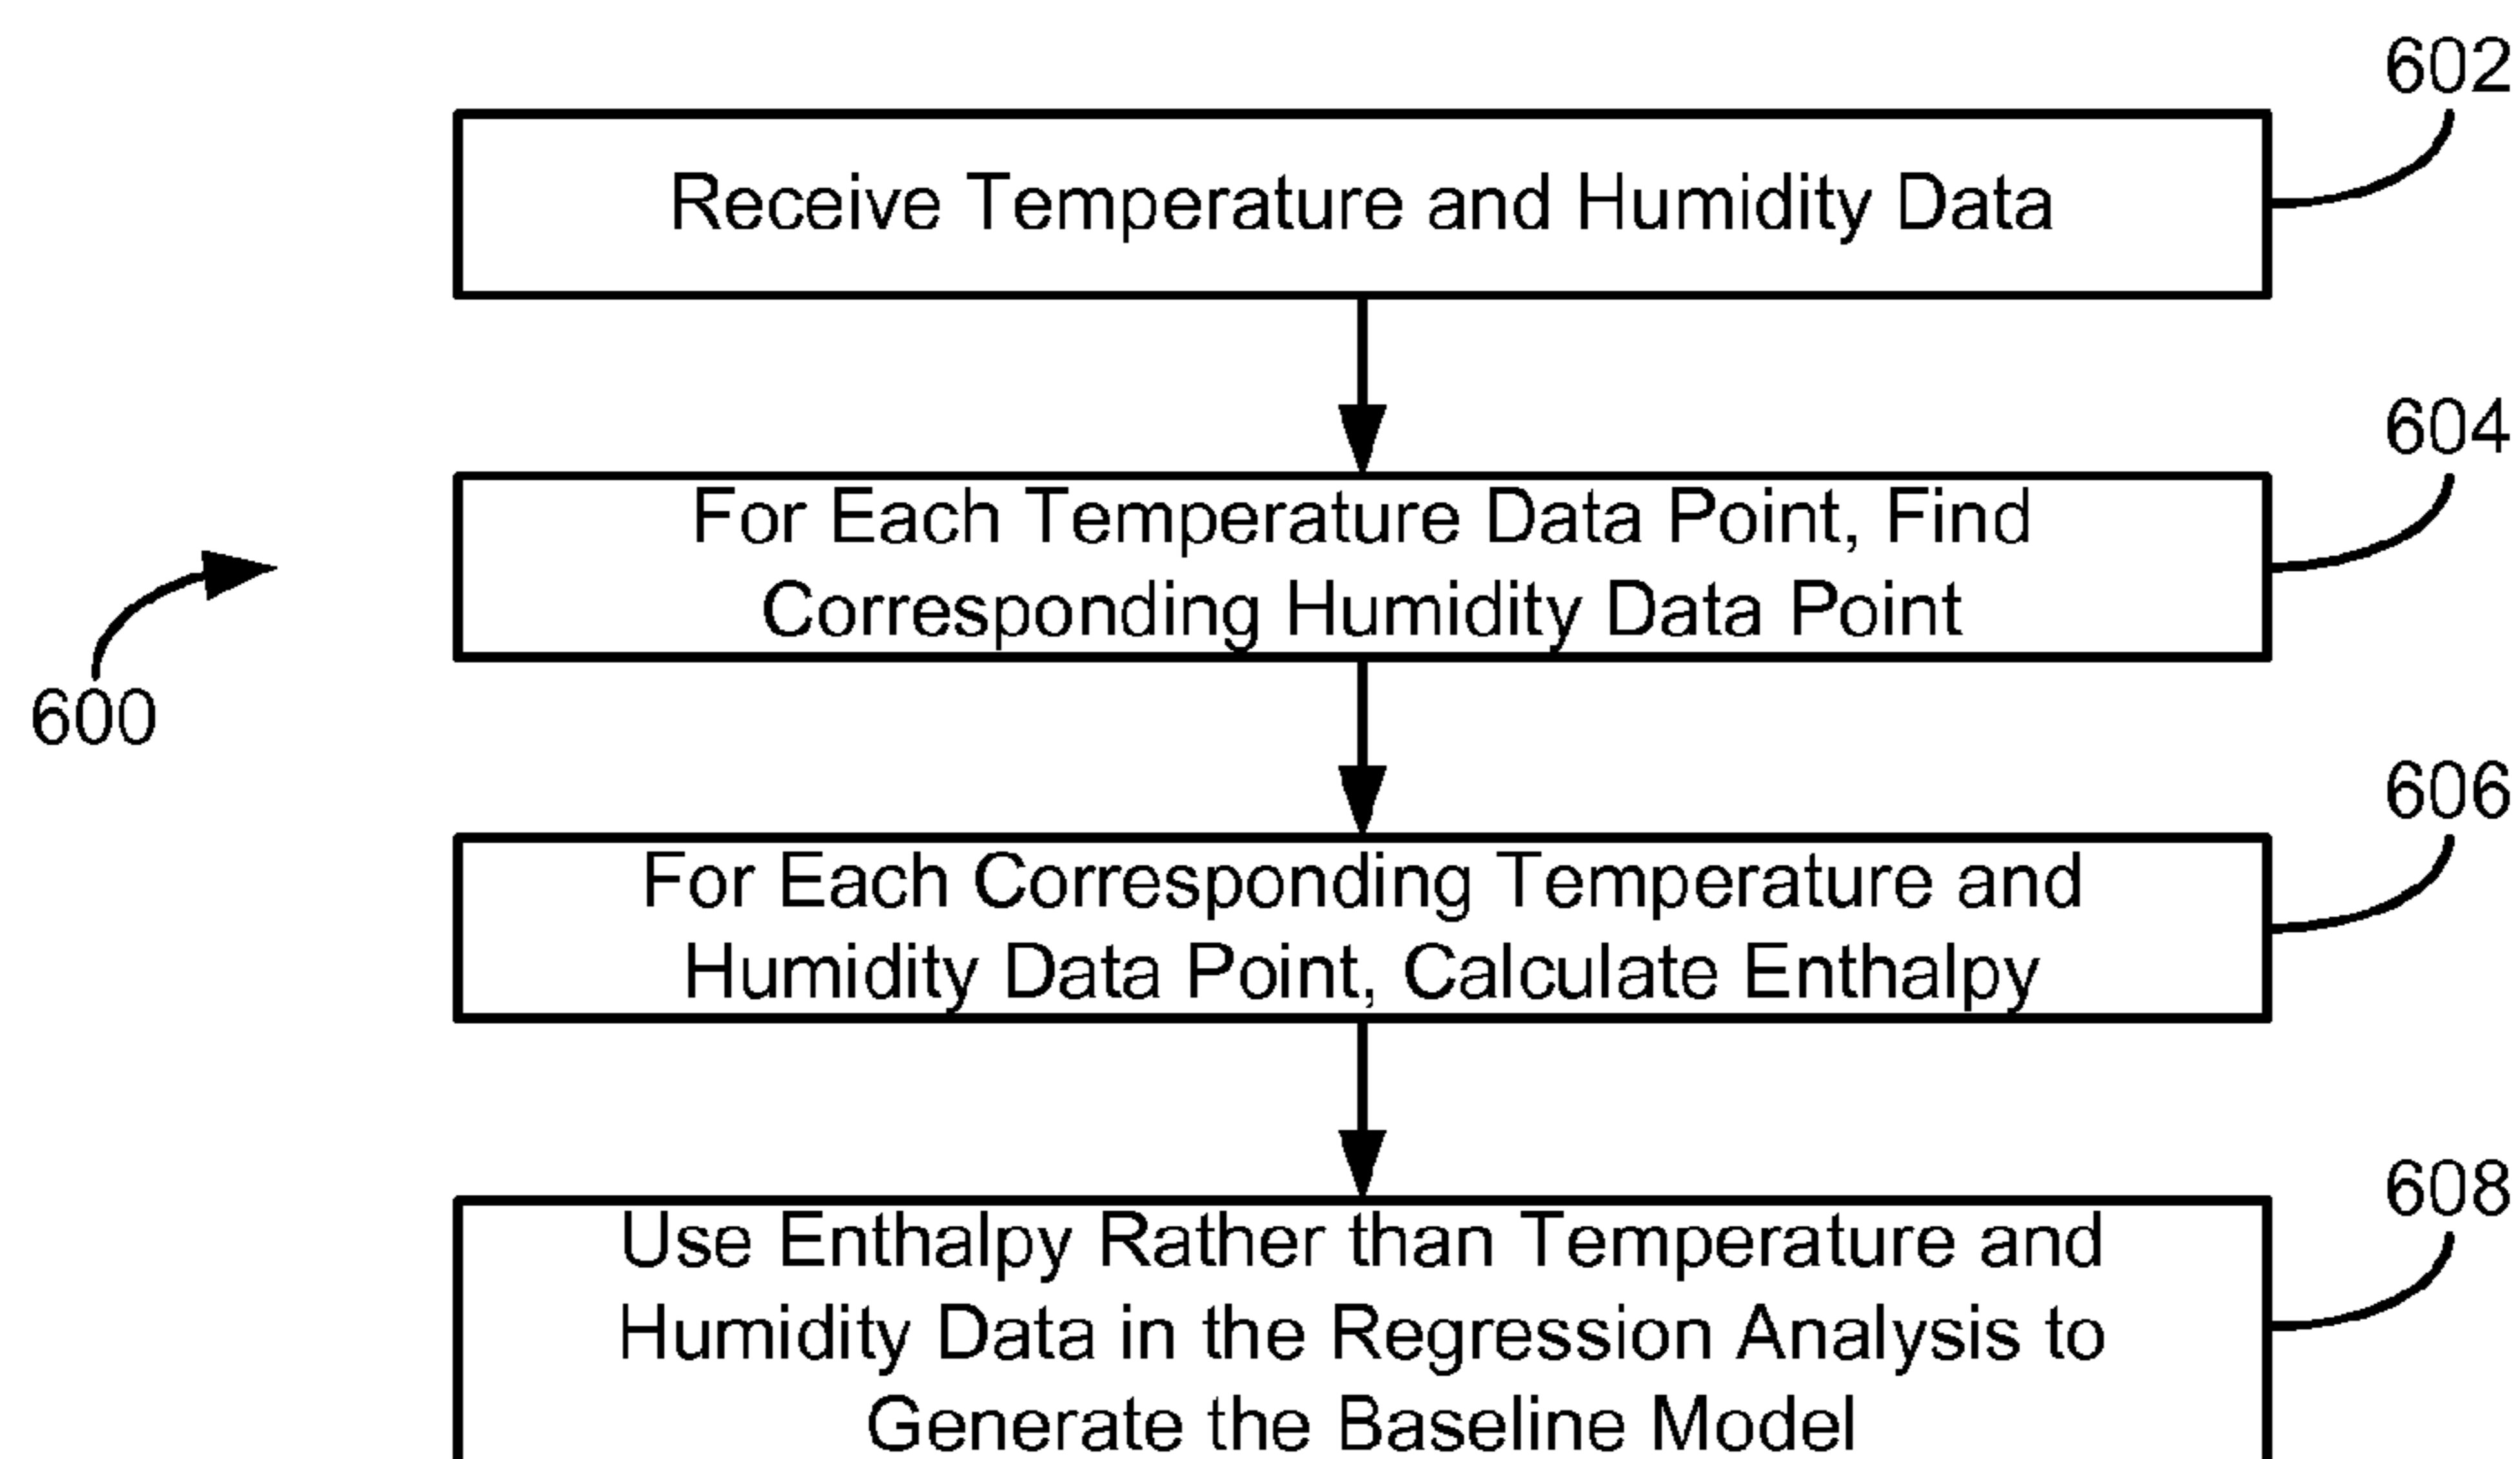 602
Receive Temperature and Humidity Data
604
For Each Temperature Data Point, Find
Corresponding Humidity Data Point
600
606
For Each Corresponding Temperature and
Humidity Data Point, Calculate Enthalpy
608
Use Enthalpy Rather than Temperature and
Humidity Data in the Regression Analysis to
Generate the Baseline Model